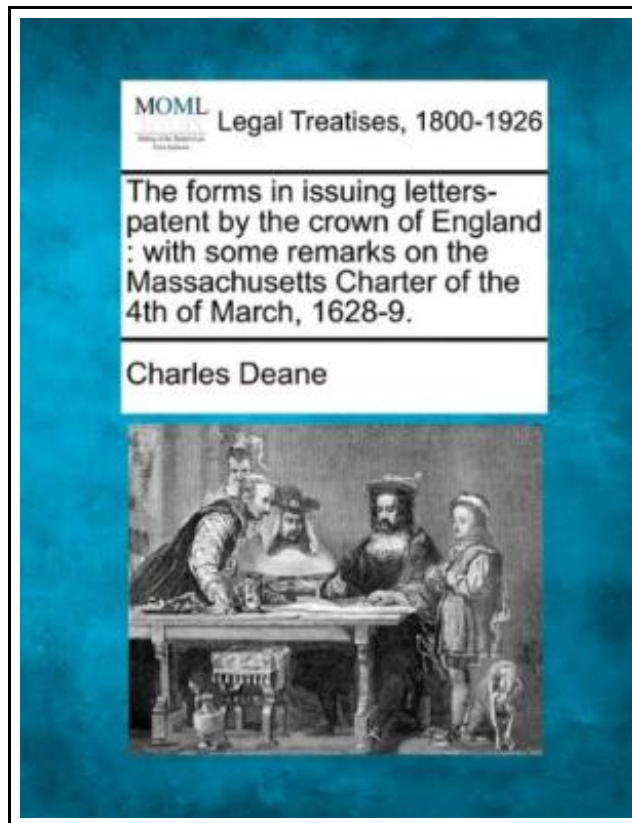 MOML
Legal Treatises, 1800-1926
The forms in issuing letters-
patent by the crown of England
: with some remarks on the
Massachusetts Charter of the
4th of March, 1628-9.
Charles Deane